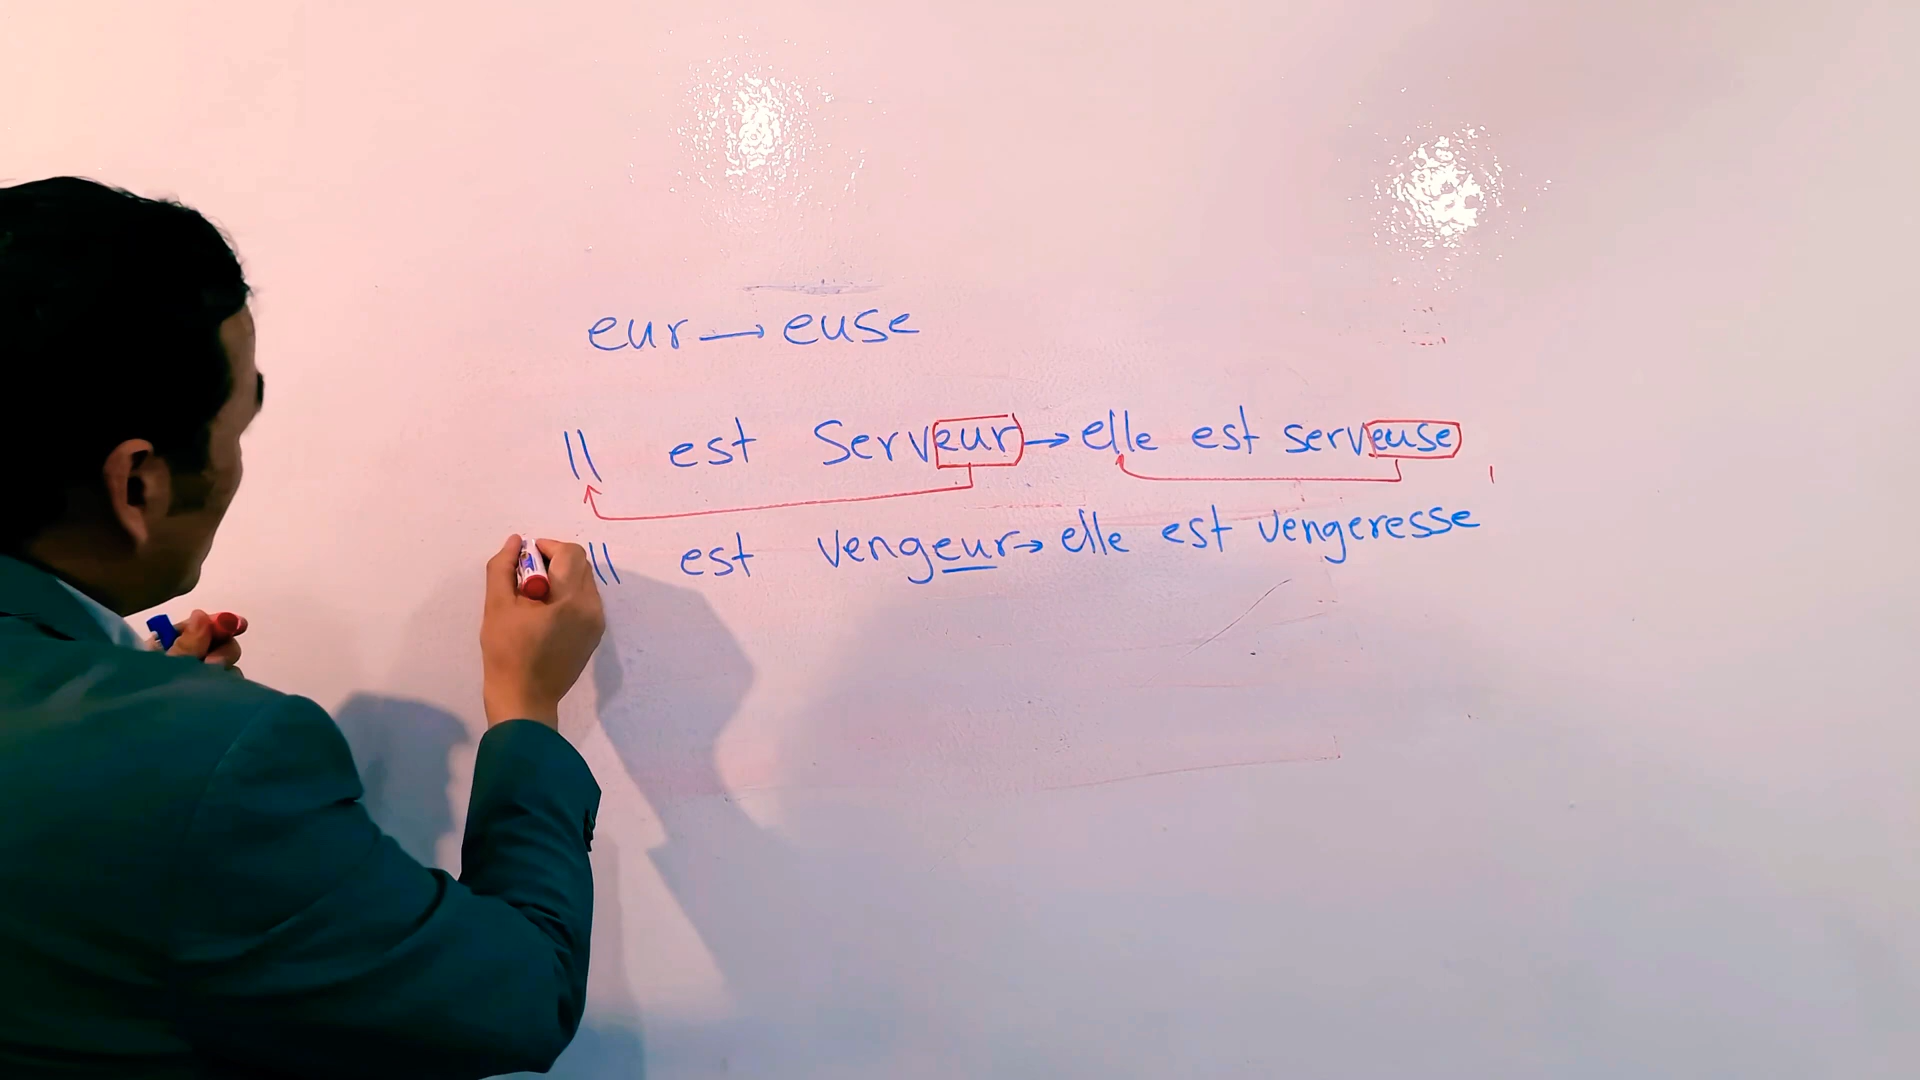 eur → euse
Il est Serveur → elle est serveuse
Il est vengeur → elle est vengeresse